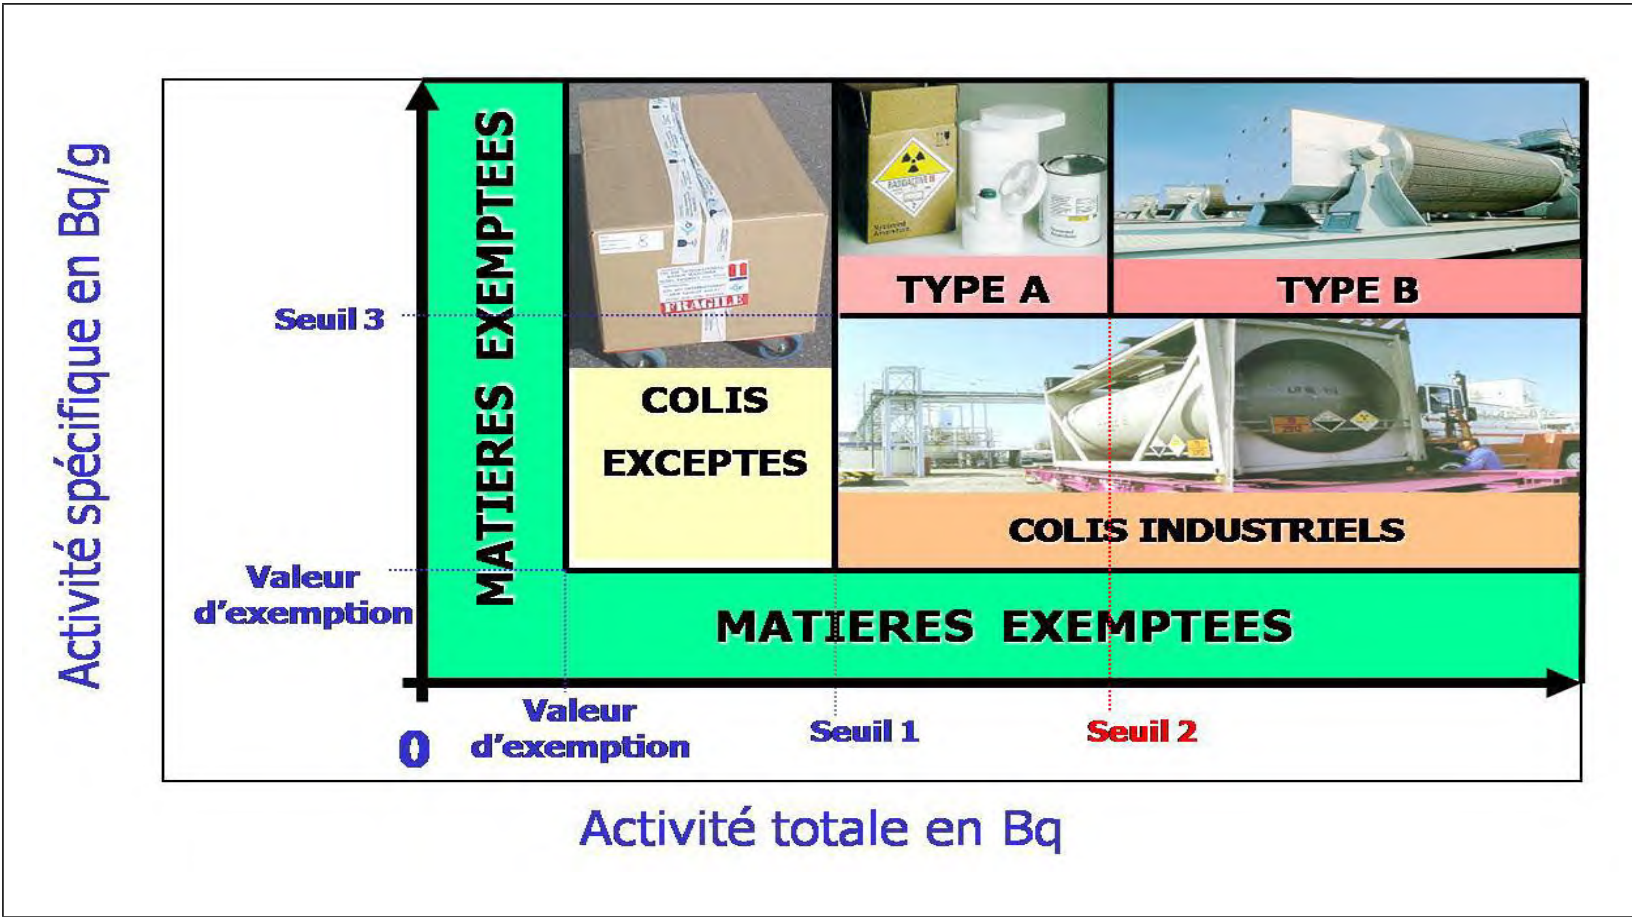 Activité spécifique en Bq/g
MATIERES EXEMPTEES
FRAGILE
RADIOACTIVE
TYPE A
TYPE B
Seuil 3
COLIS
EXCEPTES
COLIS INDUSTRIELS
Valeur
d'exemption
MATIERES EXEMPTEES
0
Valeur
d'exemption
Seuil 1
Seuil 2
Activité totale en Bq